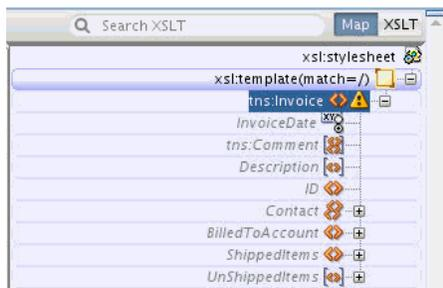 Search XSLT Map XSLT
xsl:stylesheet
xsl:template(match=/)
tns:Invoice
InvoiceDate
tns:Comment
Description
ID
Contact
BilledToAccount
ShippedItems
UnShippedItems